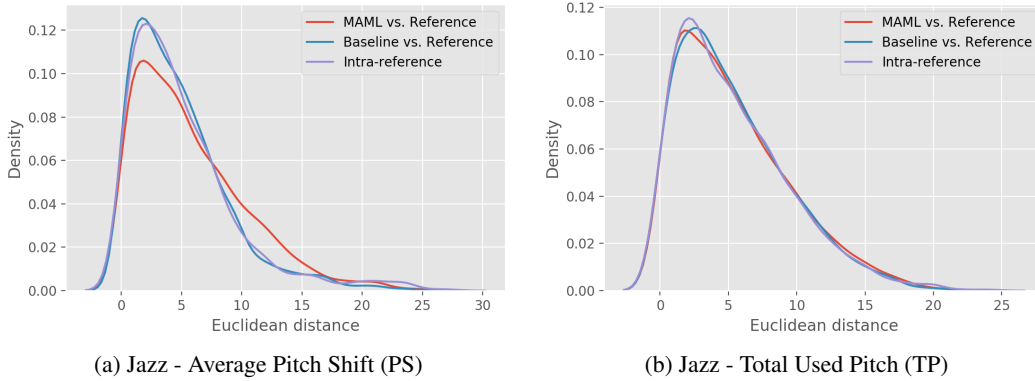 0.12
0.10
0.08
0.06
0.04
0.02
0.00
Density
0
5
10
15
20
25
30
Euclidean distance
MAML vs. Reference
Baseline vs. Reference
Intra-reference
(a) Jazz - Average Pitch Shift (PS)
0.12
0.10
0.08
0.06
0.04
0.02
0.00
Density
0
5
10
15
20
25
Euclidean distance
MAML vs. Reference
Baseline vs. Reference
Intra-reference
(b) Jazz - Total Used Pitch (TP)